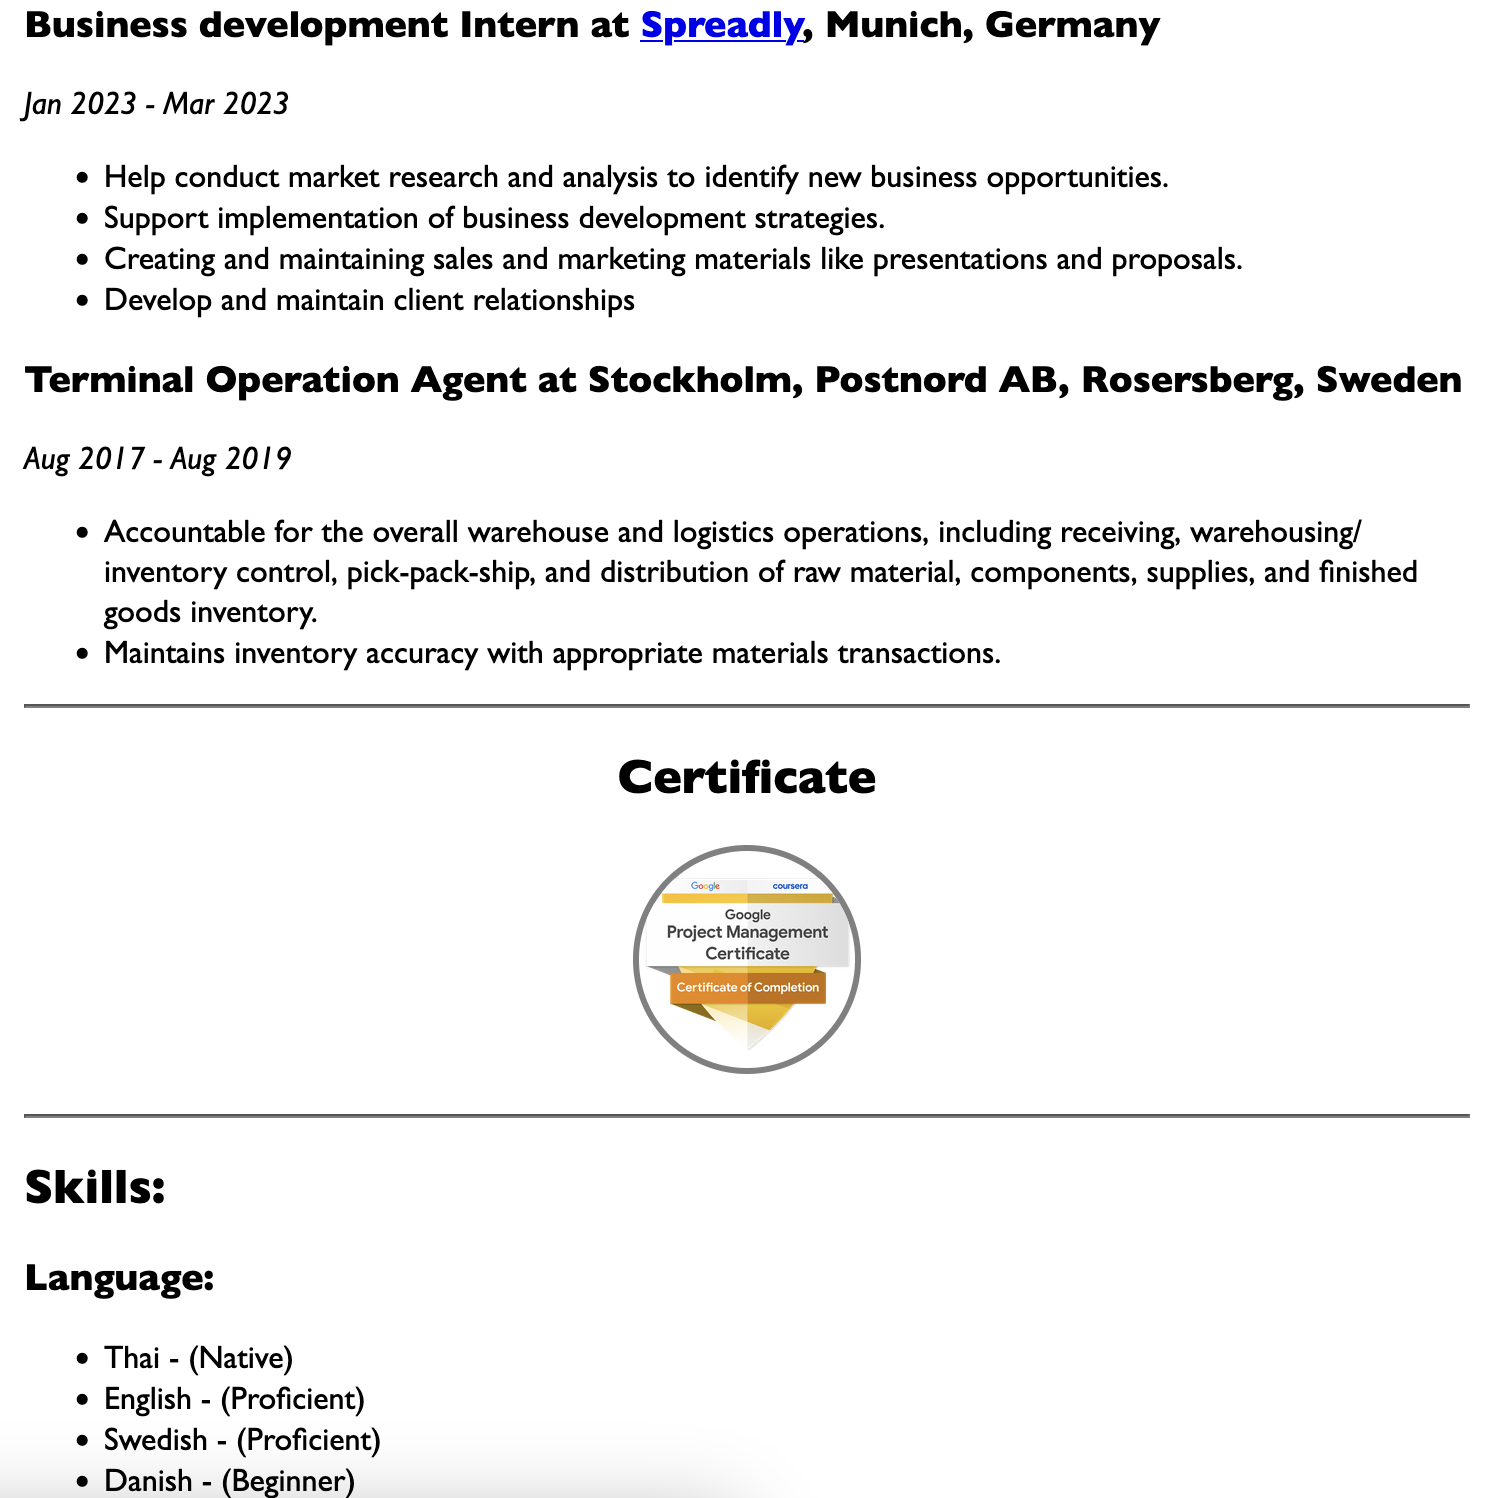 Business development Intern at Spreadly, Munich, Germany
Jan 2023 - Mar 2023
• Help conduct market research and analysis to identify new business opportunities.
• Support implementation of business development strategies.
• Creating and maintaining sales and marketing materials like presentations and proposals.
• Develop and maintain client relationships
Terminal Operation Agent at Stockholm, Postnord AB, Rosersberg, Sweden
Aug 2017 - Aug 2019
• Accountable for the overall warehouse and logistics operations, including receiving, warehousing/
inventory control, pick-pack-ship, and distribution of raw material, components, supplies, and finished
goods inventory.
• Maintains inventory accuracy with appropriate materials transactions.
Certificate
Google coursera
Google
Project Management
Certificate
Certificate of Completion
Skills:
Language:
• Thai - (Native)
• English - (Proficient)
• Swedish - (Proficient)
• Danish - (Beginner)